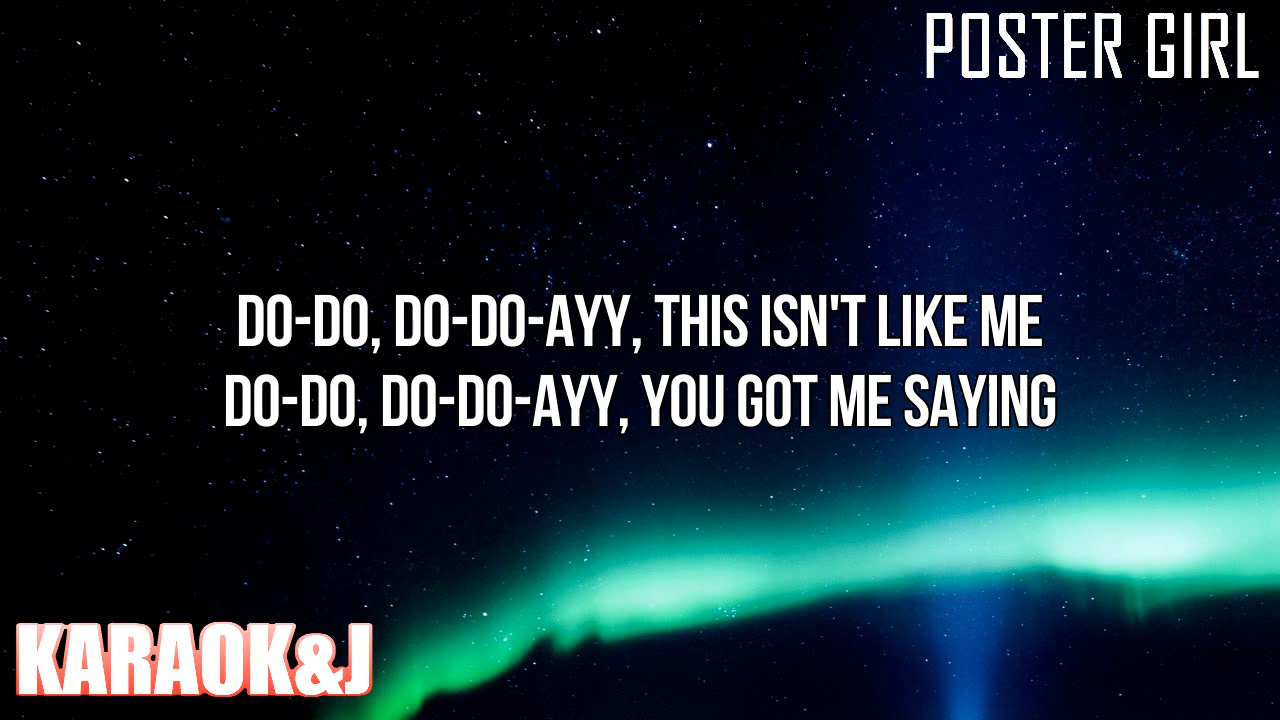 POSTER GIRL
DO-DO, DO-DO-AYY, THIS ISN'T LIKE ME
DO-DO, DO-DO-AYY, YOU GOT ME SAYING
KARAOK&J